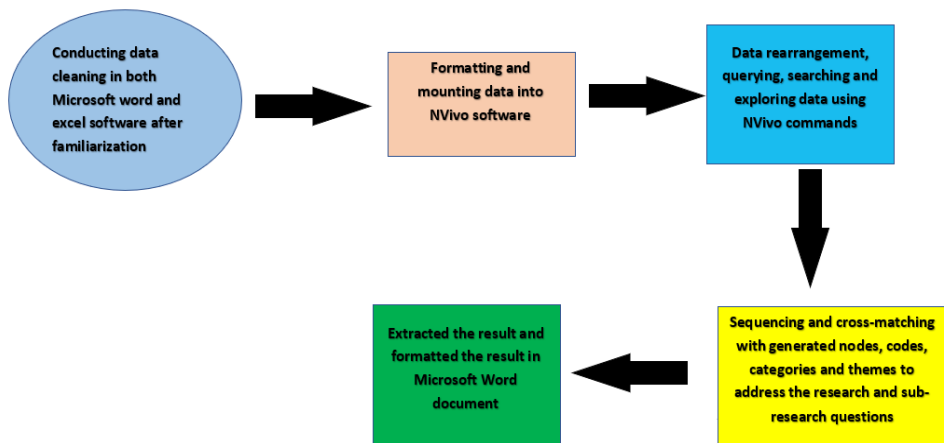 Conducting data
cleaning in both
Microsoft word and
excel software after
familiarization
Formatting and
mounting data into
NVivo software
Data rearrangement,
querying, searching and
exploring data using
NVivo commands
Sequencing and cross-matching
with generated nodes, codes,
categories and themes to
address the research and sub-
research questions
Extracted the result and
formatted the result in
Microsoft Word
document